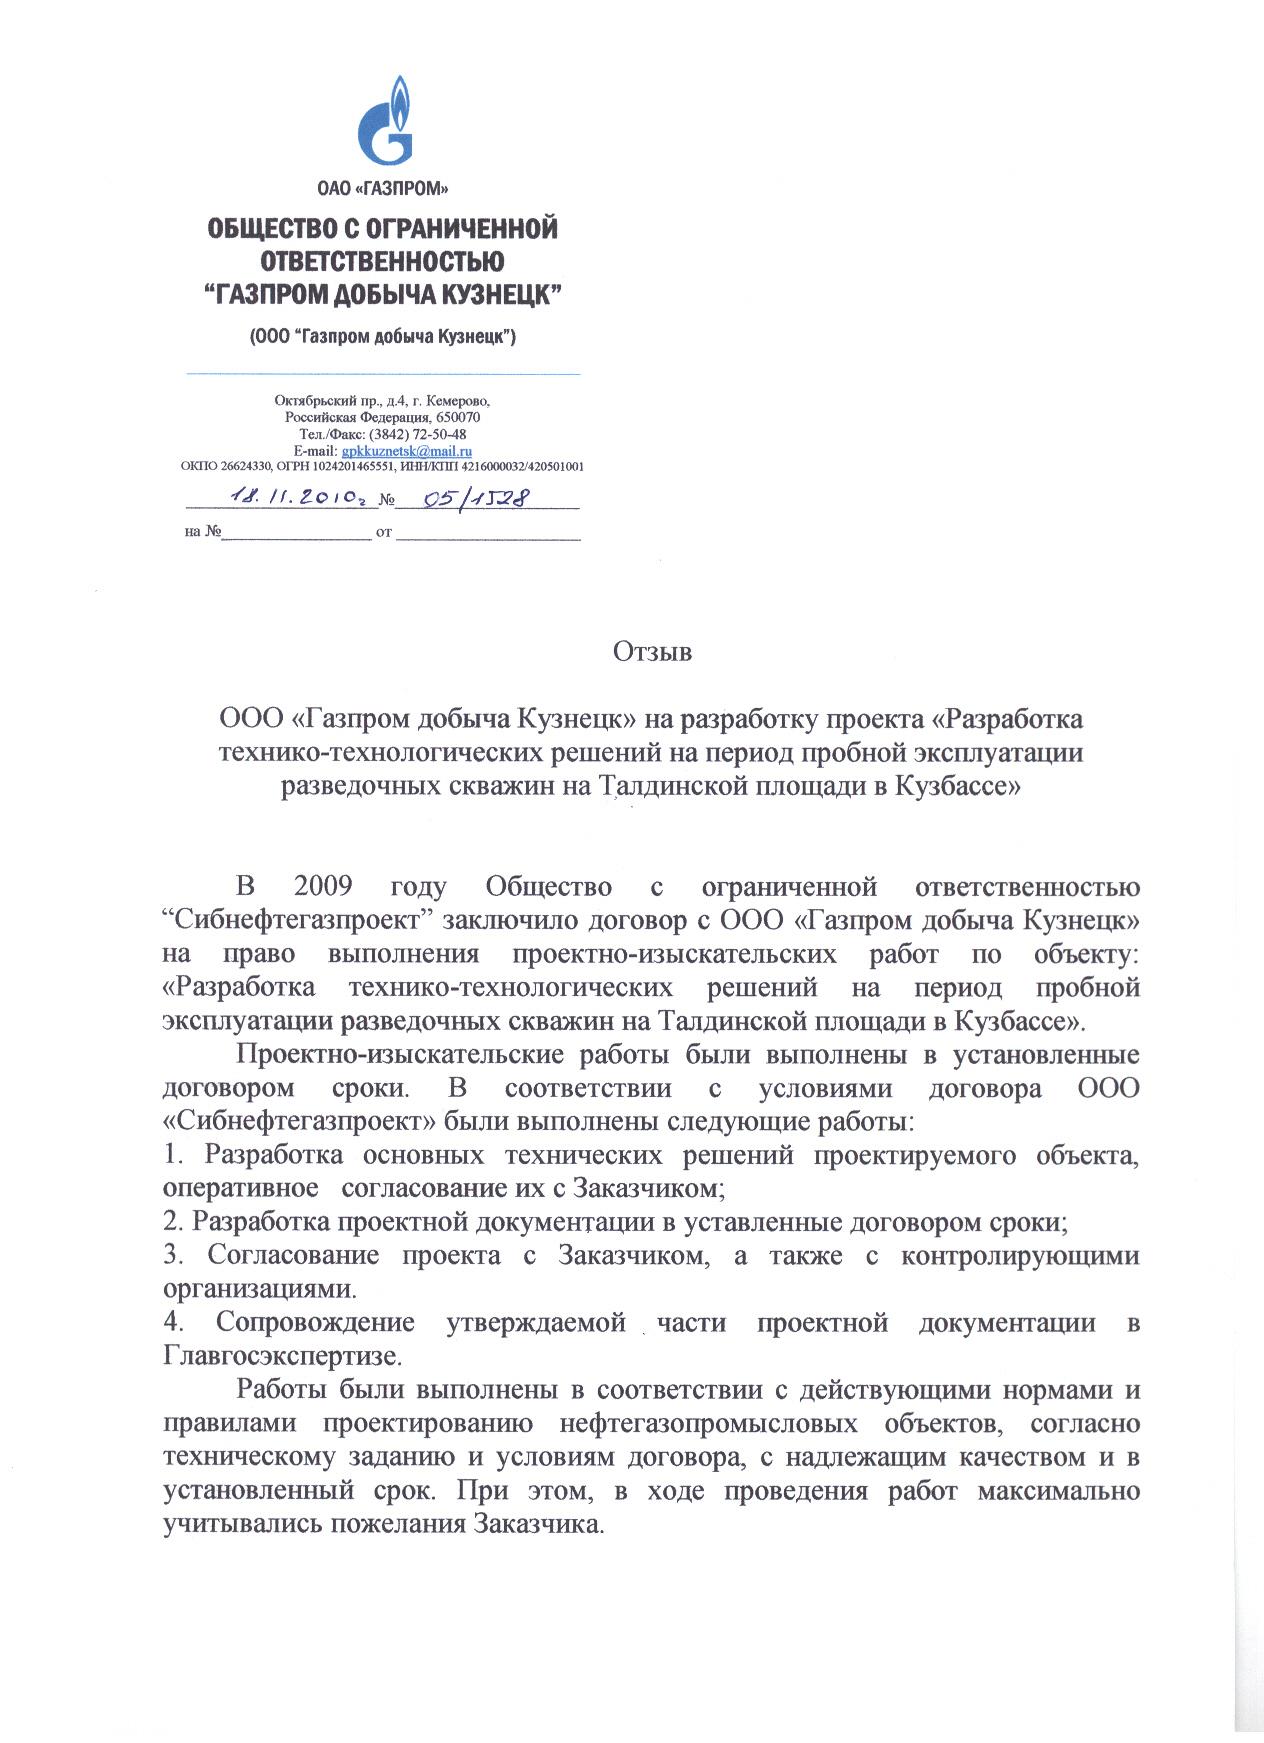 ОАО «ГАЗПРОМ»
ОБЩЕСТВО С ОГРАНИЧЕННОЙ
ОТВЕТСТВЕННОСТЬЮ
“ГАЗПРОМ ДОБЫЧА КУЗНЕЦК”
(ООО “Газпром добыча Кузнецк”)
Октябрьский пр., д.4, г. Кемерово,
Российская Федерация, 650070
Тел./Факс: (3842) 72-50-48
E-mail: gpkkuznetsk@mail.ru
ОКПО 26624330, ОГРН 1024201465551, ИНН/КПП 4216000032/420501001
18.11.2010г № 05/1528
на №____________________ от ________________________
Отзыв
ООО «Газпром добыча Кузнецк» на разработку проекта «Разработка
технико-технологических решений на период пробной эксплуатации
разведочных скважин на Талдинской площади в Кузбассе»
В 2009 году Общество с ограниченной ответственностью
“Сибнефтегазпроект” заключило договор с ООО «Газпром добыча Кузнецк»
на право выполнения проектно-изыскательских работ по объекту:
«Разработка технико-технологических решений на период пробной
эксплуатации разведочных скважин на Талдинской площади в Кузбассе».
Проектно-изыскательские работы были выполнены в установленные
договором сроки. В соответствии с условиями договора ООО
«Сибнефтегазпроект» были выполнены следующие работы:
1. Разработка основных технических решений проектируемого объекта,
оперативное согласование их с Заказчиком;
2. Разработка проектной документации в уставленные договором сроки;
3. Согласование проекта с Заказчиком, а также с контролирующими
организациями.
4. Сопровождение утверждаемой части проектной документации в
Главгосэкспертизе.
Работы были выполнены в соответствии с действующими нормами и
правилами проектированию нефтегазопромысловых объектов, согласно
техническому заданию и условиям договора, с надлежащим качеством и в
установленный срок. При этом, в ходе проведения работ максимально
учитывались пожелания Заказчика.